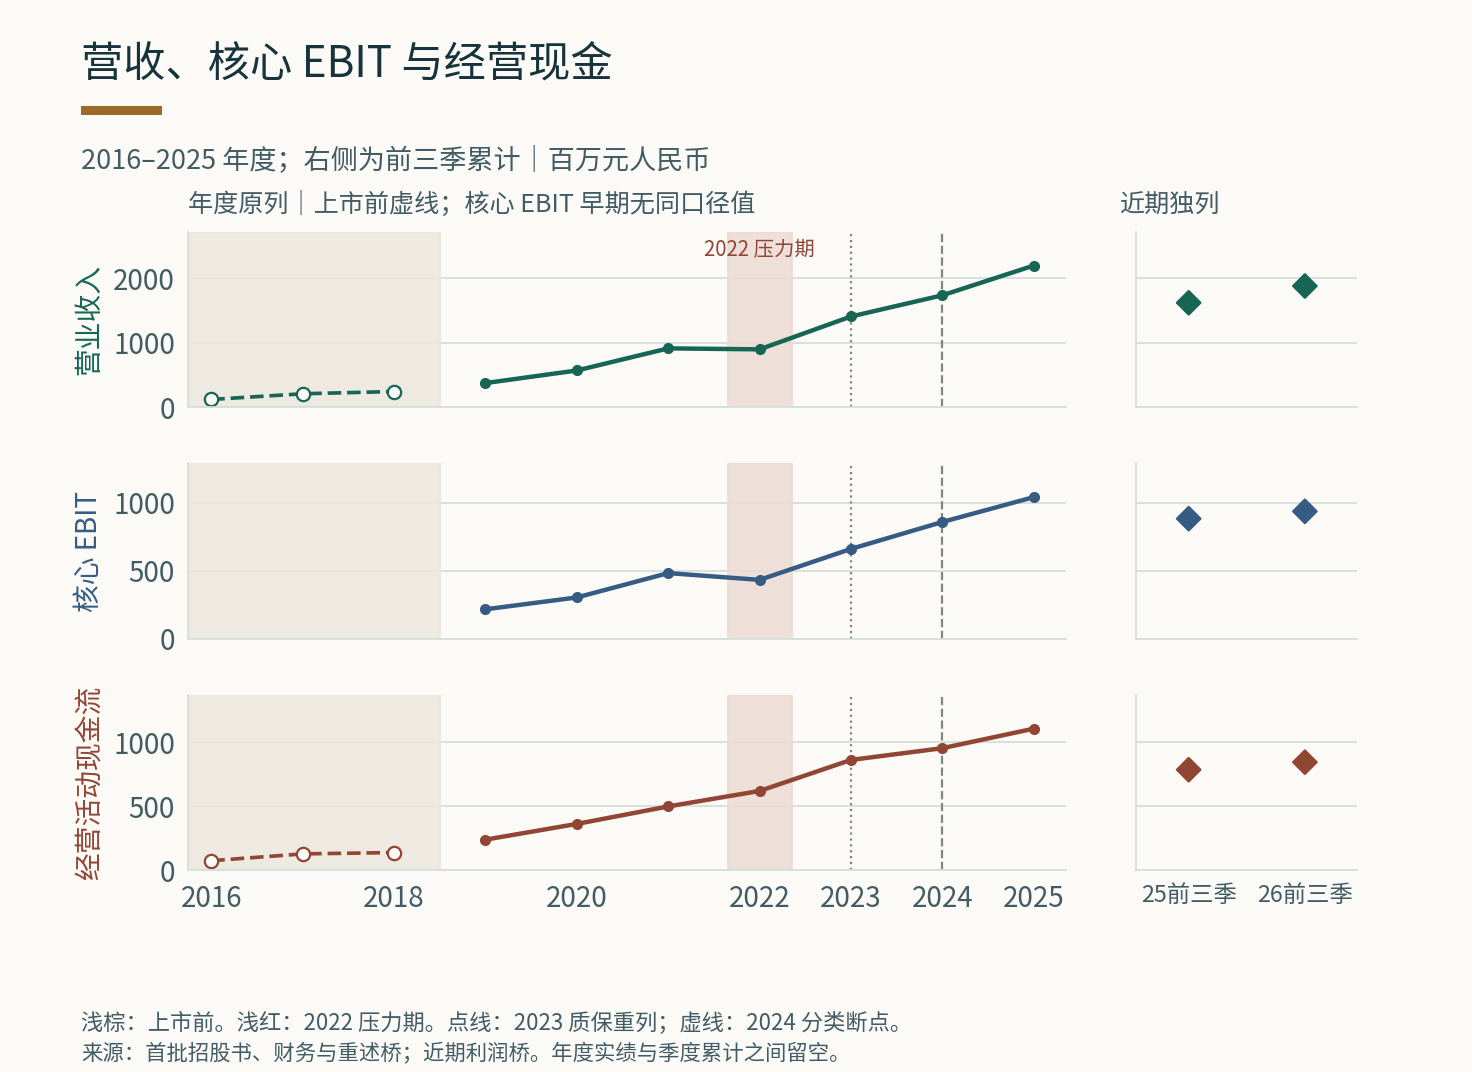 营收、核心 EBIT 与经营现金
2016–2025 年度；右侧为前三季累计｜百万元人民币
年度原列｜上市前虚线；核心 EBIT 早期无同口径值
近期独列
2022 压力期
营业收入
2000
1000
0
核心 EBIT
1000
500
0
经营活动现金流
1000
500
0
2016 2018 2020 2022 2023 2024 2025
25前三季 26前三季
浅棕：上市前。浅红：2022 压力期。点线：2023 质保重列；虚线：2024 分类断点。
来源：首批招股书、财务与重述桥；近期利润桥。年度实绩与季度累计之间留空。